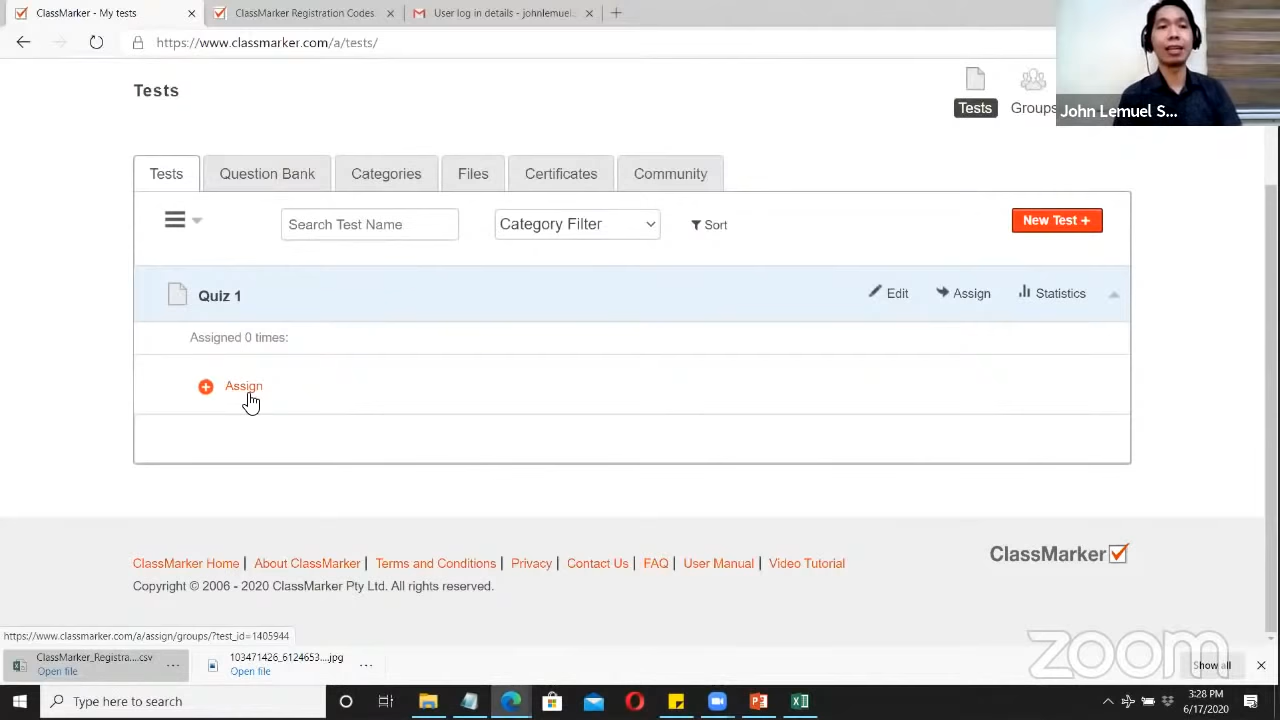 ClassMarker - My tests
ClassMarker Registration Codes
User log in details - johnlemuel
https://www.classmarker.com/a/tests/
Tests
Tests
Groups
John Lemuel S...
Tests
Question Bank
Categories
Files
Certificates
Community
Search Test Name
Category Filter
Sort
New Test +
Quiz 1
Edit
Assign
Statistics
Assigned 0 times:
Assign
ClassMarker Home | About ClassMarker | Terms and Conditions | Privacy | Contact Us | FAQ | User Manual | Video Tutorial
Copyright © 2006 - 2020 ClassMarker Pty Ltd. All rights reserved.
ClassMarker
https://www.classmarker.com/a/assign/groups/?test_id=1405944
ClassMarker_Registra....csv
Open file
103471426_6124653....jpg
Open file
zoom
Show all
Type here to search
3:28 PM
6/17/2020